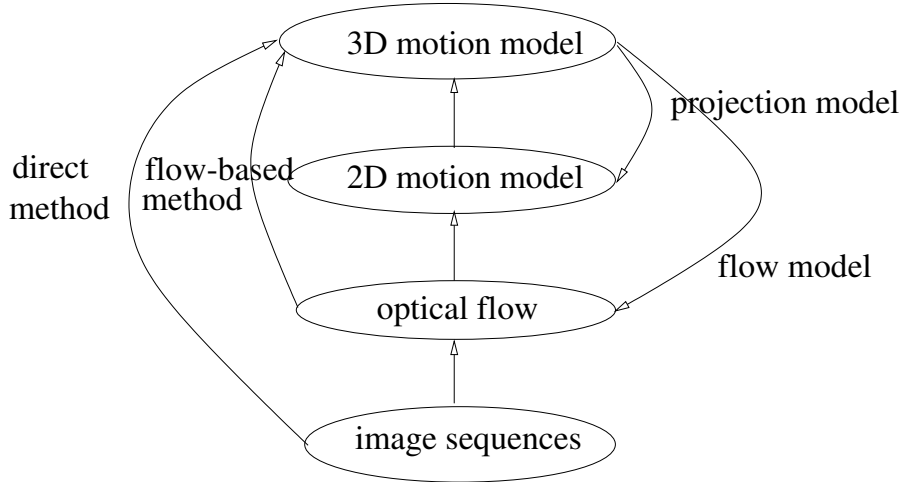 3D motion model
projection model
direct
method
flow-based
method
2D motion model
flow model
optical flow
image sequences